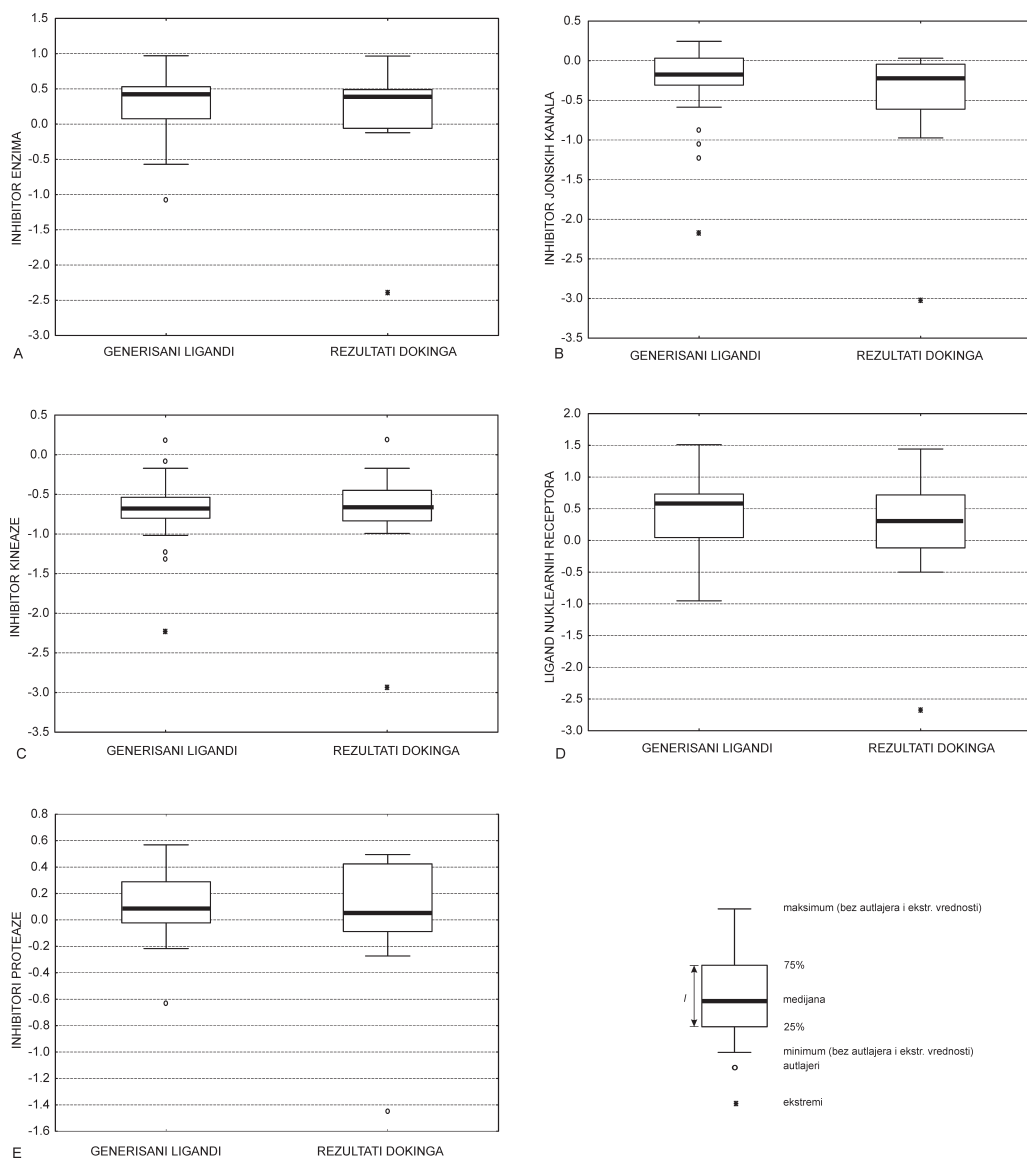 INHIBITOR ENZIMA
1.5
1.0
0.5
0.0
-0.5
-1.0
-1.5
-2.0
-2.5
-3.0
A
GENERISANI LIGANDI
REZULTATI DOKINGA
INHIBITOR JONSKIH KANALA
0.5
0.0
-0.5
-1.0
-1.5
-2.0
-2.5
-3.0
-3.5
B
GENERISANI LIGANDI
REZULTATI DOKINGA
INHIBITOR KINEAZE
0.5
0.0
-0.5
-1.0
-1.5
-2.0
-2.5
-3.0
-3.5
C
GENERISANI LIGANDI
REZULTATI DOKINGA
LIGAND NUKLEARNIH RECEPTORA
2.0
1.5
1.0
0.5
0.0
-0.5
-1.0
-1.5
-2.0
-2.5
-3.0
D
GENERISANI LIGANDI
REZULTATI DOKINGA
INHIBITORI PROTEAZE
0.8
0.6
0.4
0.2
0.0
-0.2
-0.4
-0.6
-0.8
-1.0
-1.2
-1.4
-1.6
E
GENERISANI LIGANDI
REZULTATI DOKINGA
maksimum (bez autlajera i ekstr. vrednosti)
75%
l
medijana
25%
minimum (bez autlajera i ekstr. vrednosti)
autlajeri
ekstremi